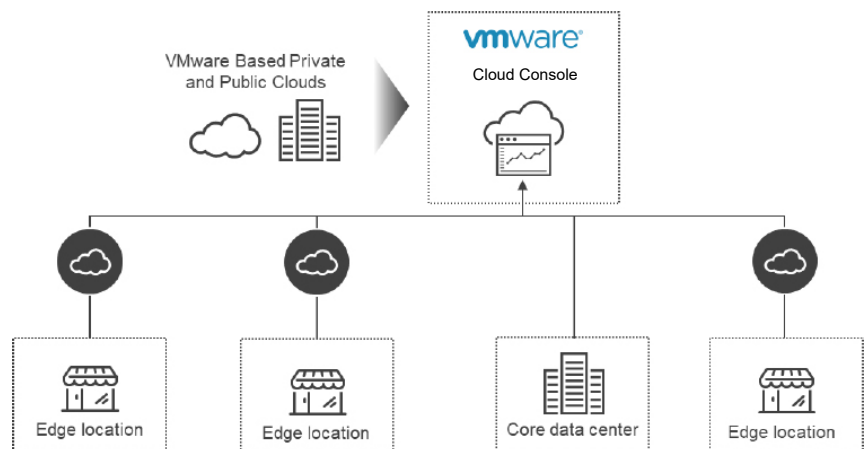 VMware Based Private
and Public Clouds
vmware®
Cloud Console
Edge location
Edge location
Core data center
Edge location